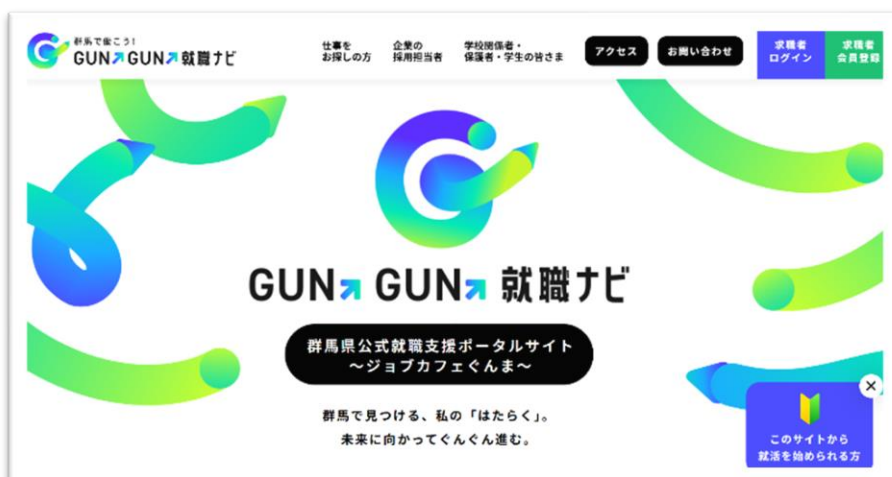 群馬で働こう!
GUN↗GUN↗就職ナビ
仕事を
お探しの方
企業の
採用担当者
学校関係者・
保護者・学生の皆さま
アクセス
お問い合わせ
求職者
ログイン
求職者
会員登録
GUN↗GUN↗就職ナビ
群馬県公式就職支援ポータルサイト
～ジョブカフェぐんま～
群馬で見つける、私の「はたらく」。
未来に向かってぐんぐん進む。
このサイトから
就活を始められる方